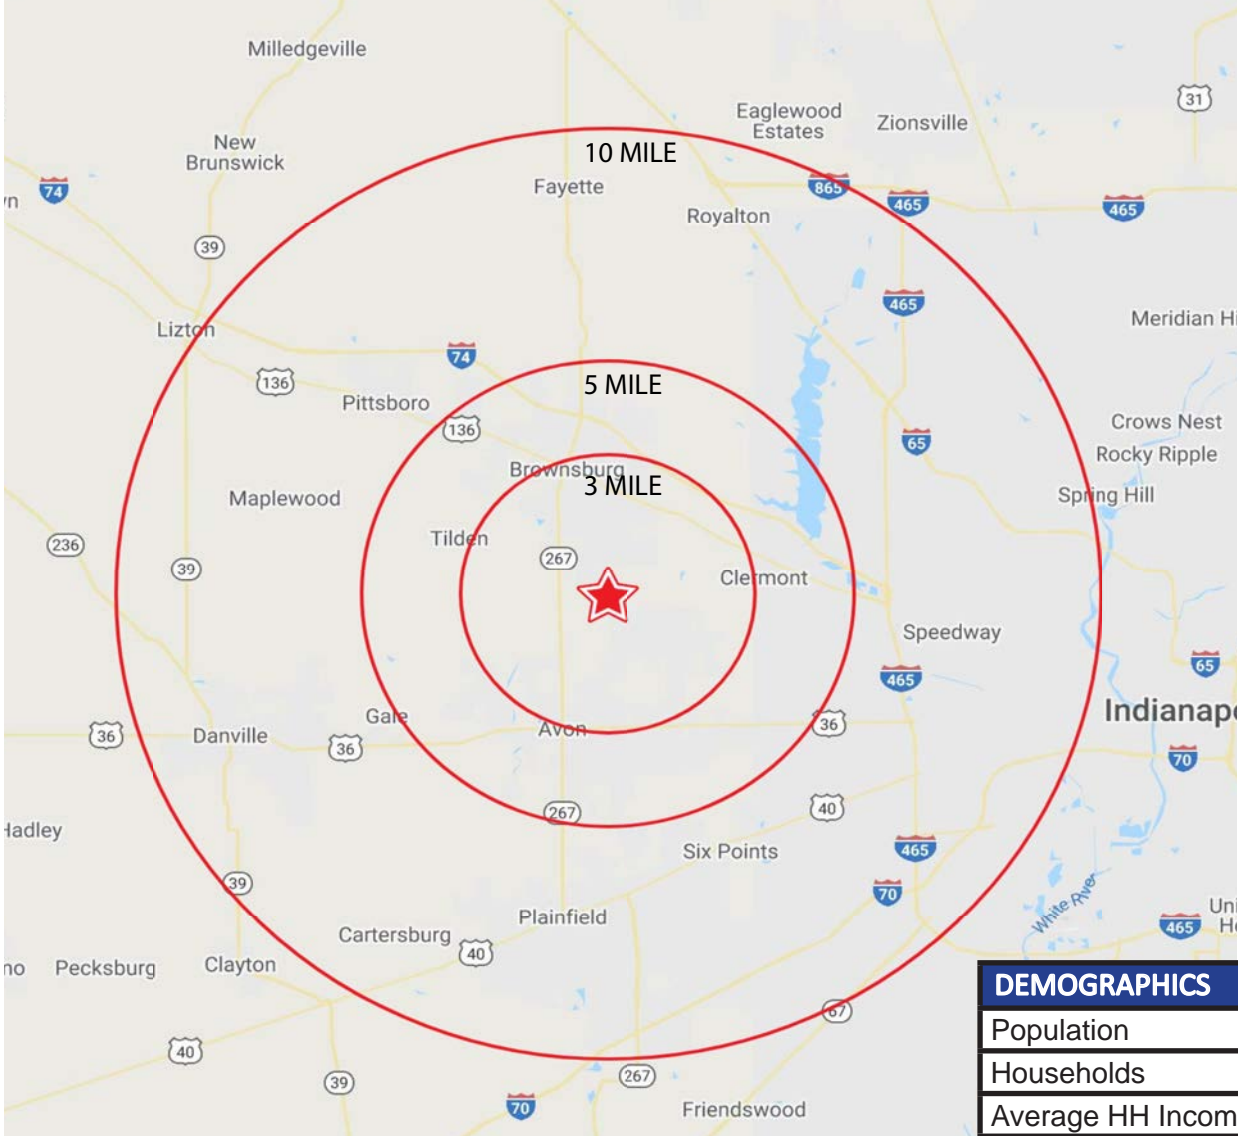 Milledgeville
31
Eaglewood
Estates
Zionsville
New
Brunswick
10 MILE
74
Fayette
865
465
465
Royalton
39
465
Meridian Hi
Lizton
74
136
5 MILE
Pittsboro
136
Crows Nest
65
Rocky Ripple
Brownsburg
3 MILE
Maplewood
Spring Hill
Tilden
236
267
39
Clermont
Speedway
65
465
Indianap
Gale
36
Danville
36
Avon
36
70
267
40
Hadley
Six Points
465
39
70
White River
Plainfield
Uni
465
Cartersburg
40
no
Pecksburg
Clayton
DEMOGRAPHICS
67
Population
40
39
267
Households
70
Friendswood
Average HH Incom